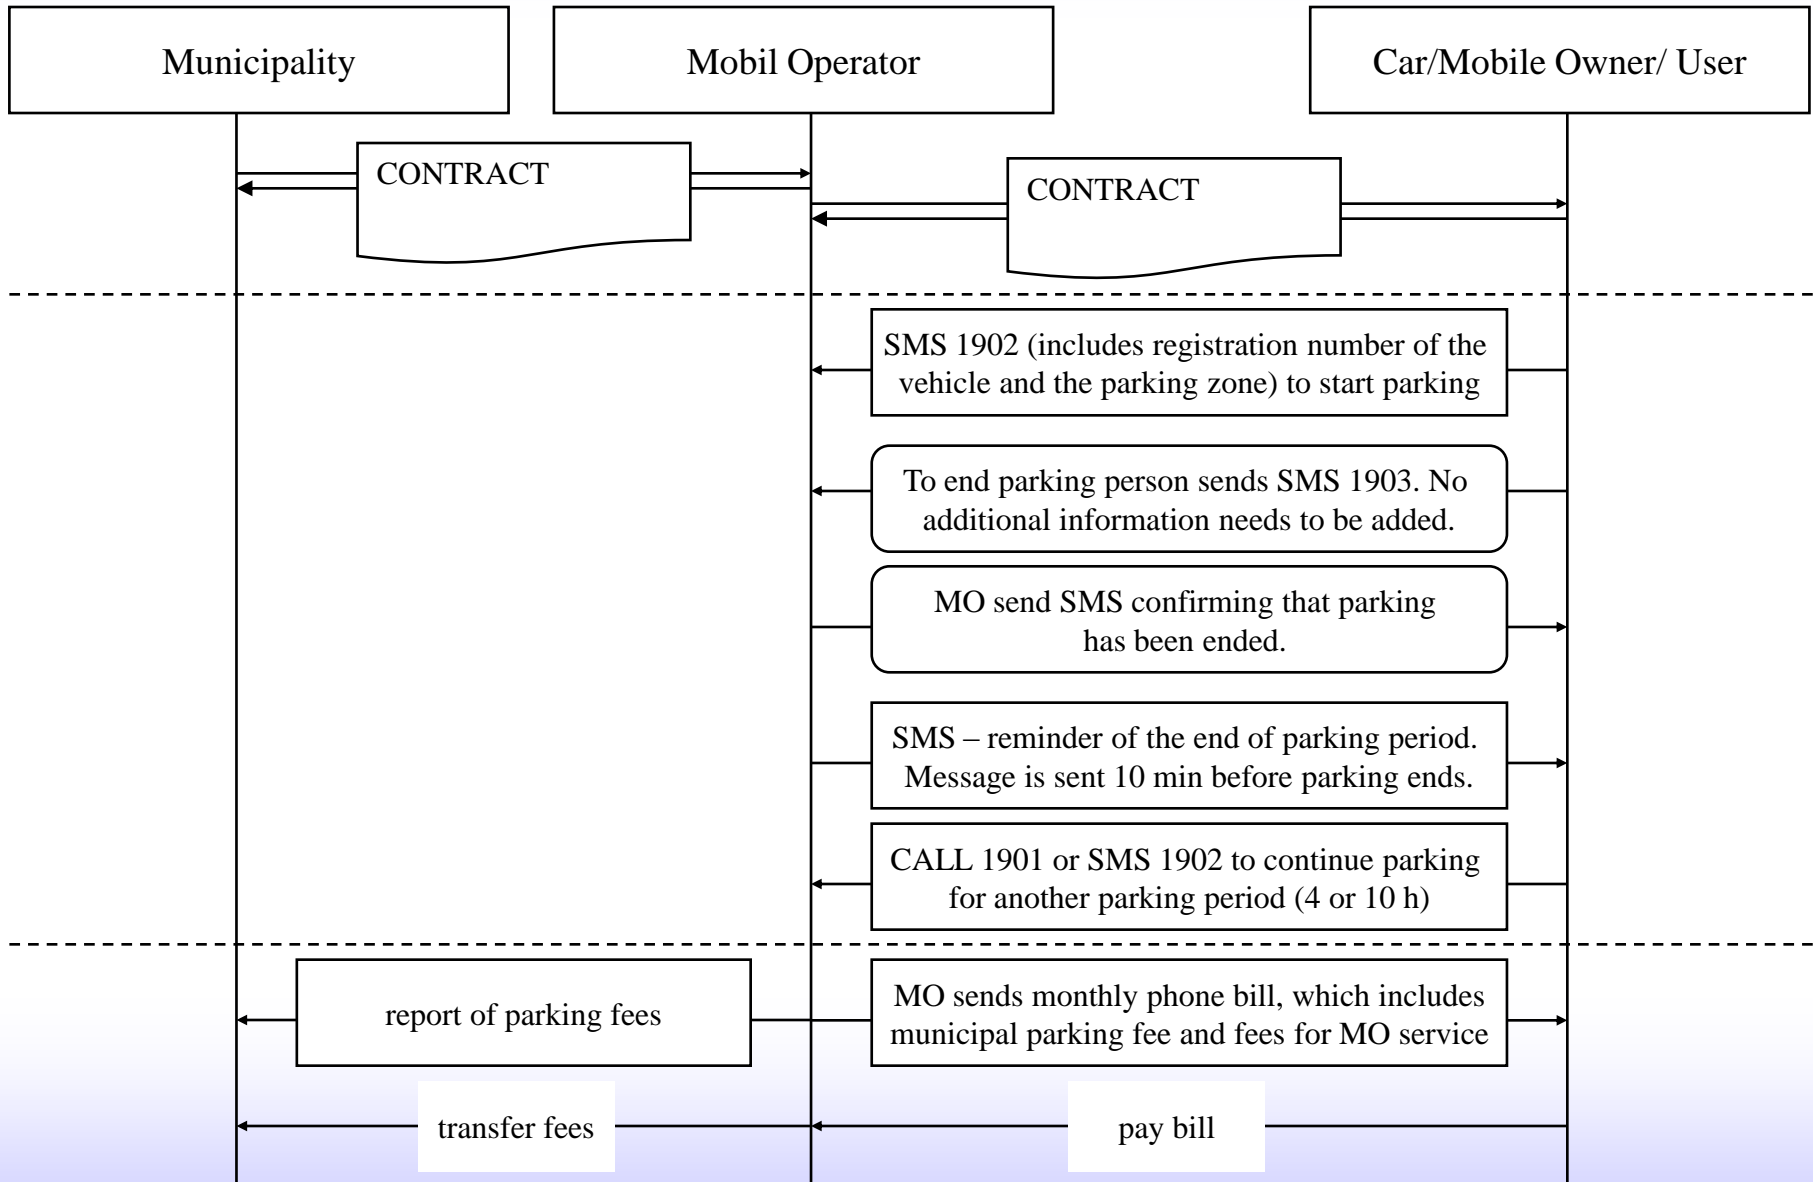 Municipality
Mobil Operator
Car/Mobile Owner/ User
CONTRACT
CONTRACT
SMS 1902 (includes registration number of the
vehicle and the parking zone) to start parking
To end parking person sends SMS 1903. No
additional information needs to be added.
MO send SMS confirming that parking
has been ended.
SMS – reminder of the end of parking period.
Message is sent 10 min before parking ends.
CALL 1901 or SMS 1902 to continue parking
for another parking period (4 or 10 h)
report of parking fees
MO sends monthly phone bill, which includes
municipal parking fee and fees for MO service
transfer fees
pay bill